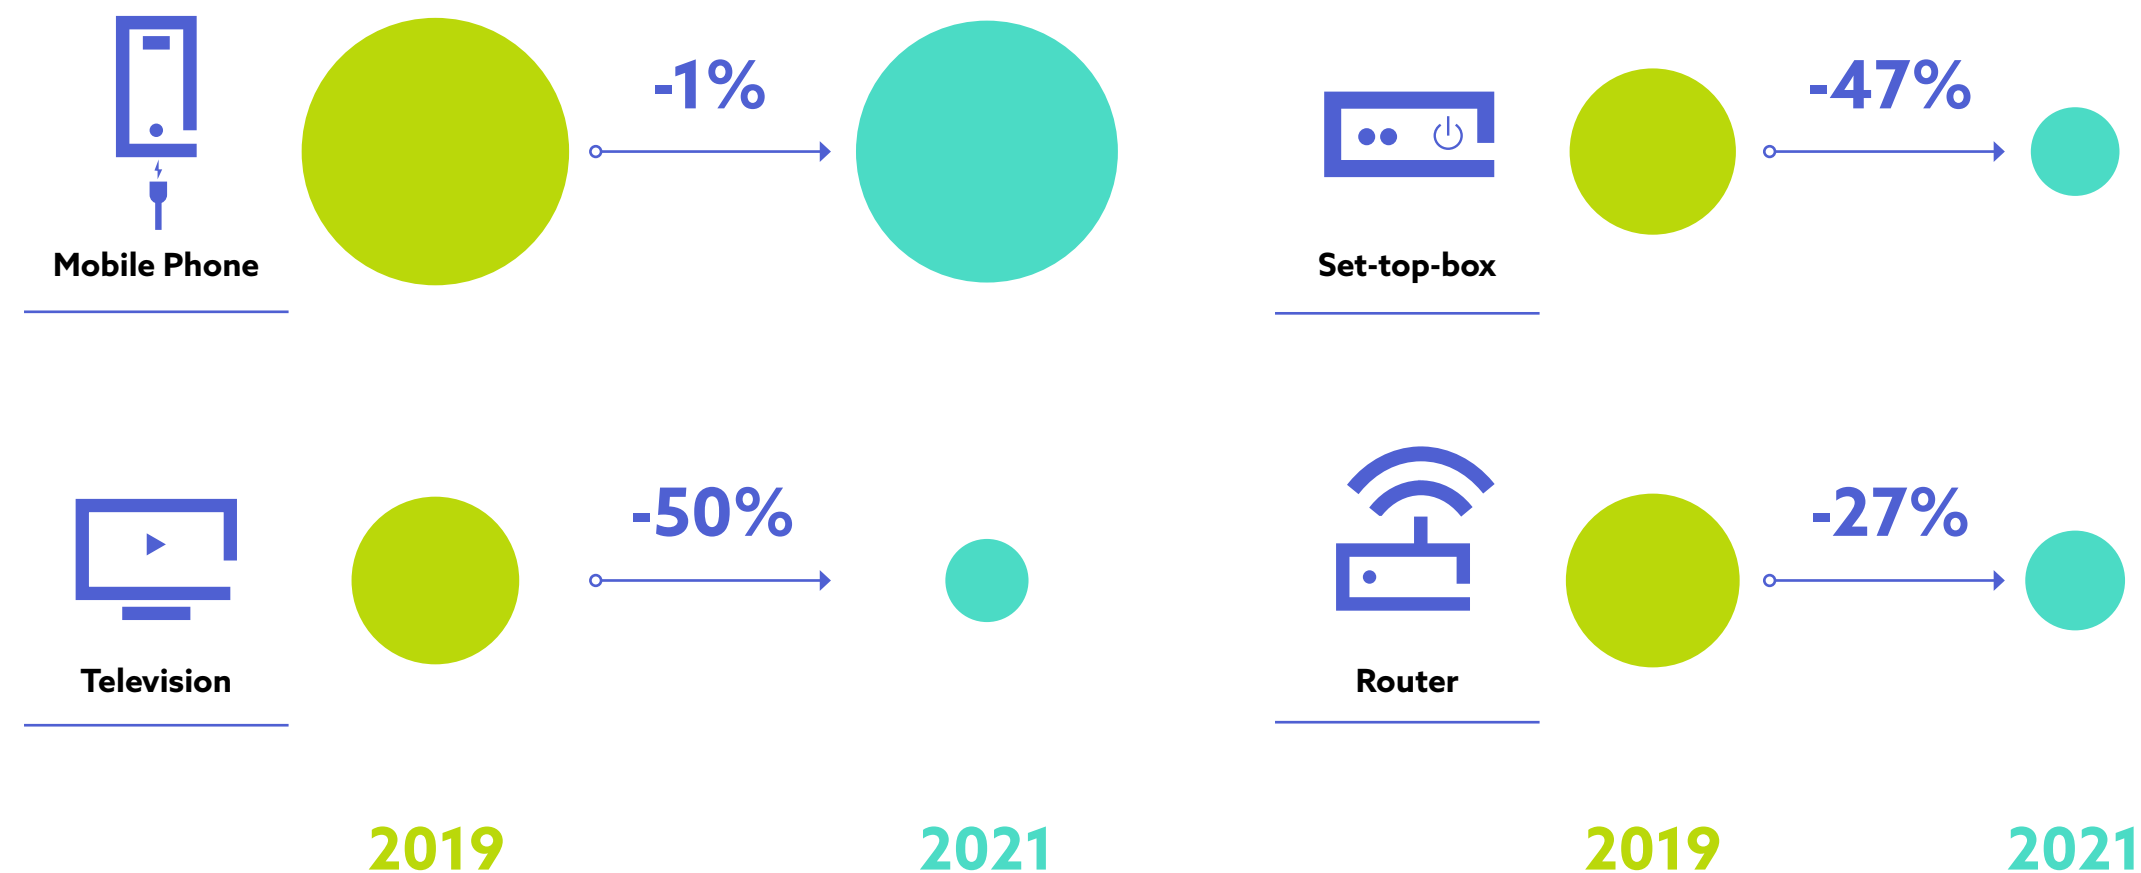 -1%
Mobile Phone
-47%
Set-top-box
-50%
Television
-27%
Router
2019
2021
2019
2021